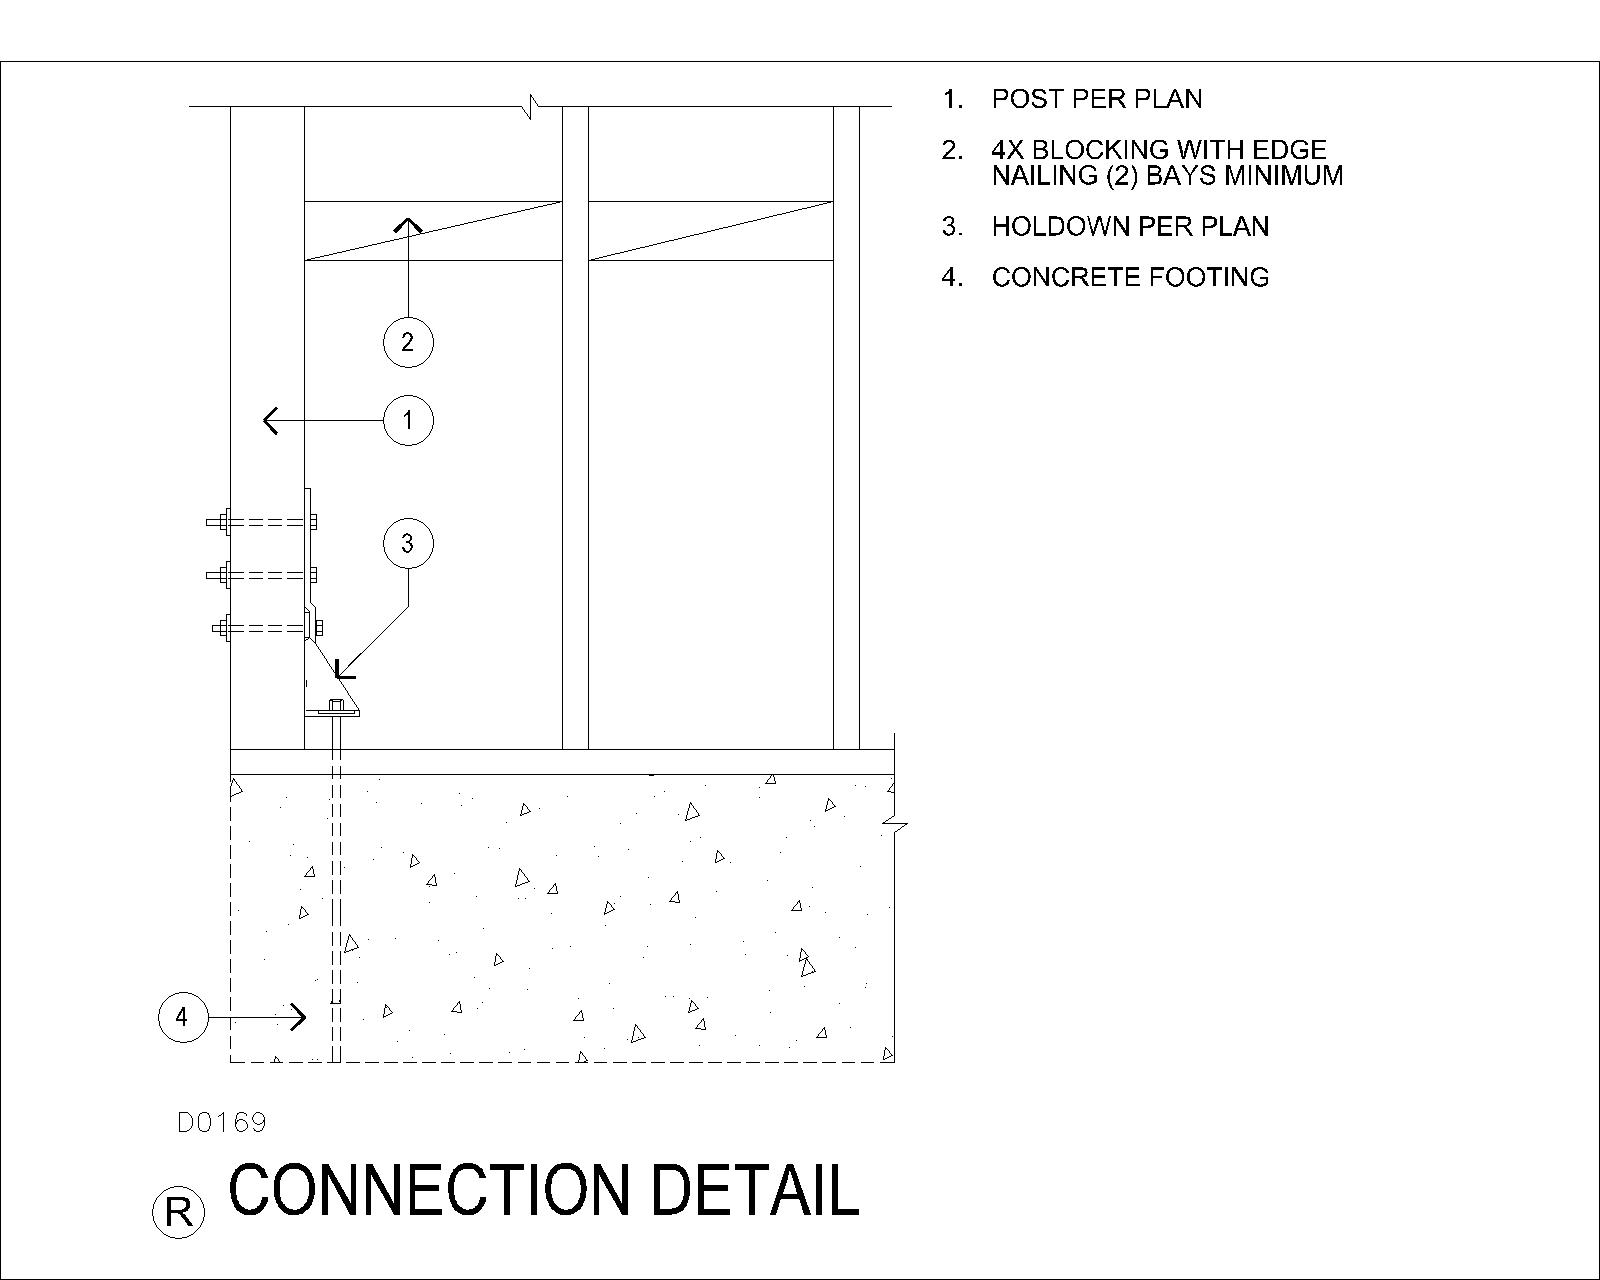 1. POST PER PLAN
2. 4X BLOCKING WITH EDGE
NAILING (2) BAYS MINIMUM
3. HOLDOWN PER PLAN
4. CONCRETE FOOTING
2
1
3
4
D0169
R CONNECTION DETAIL